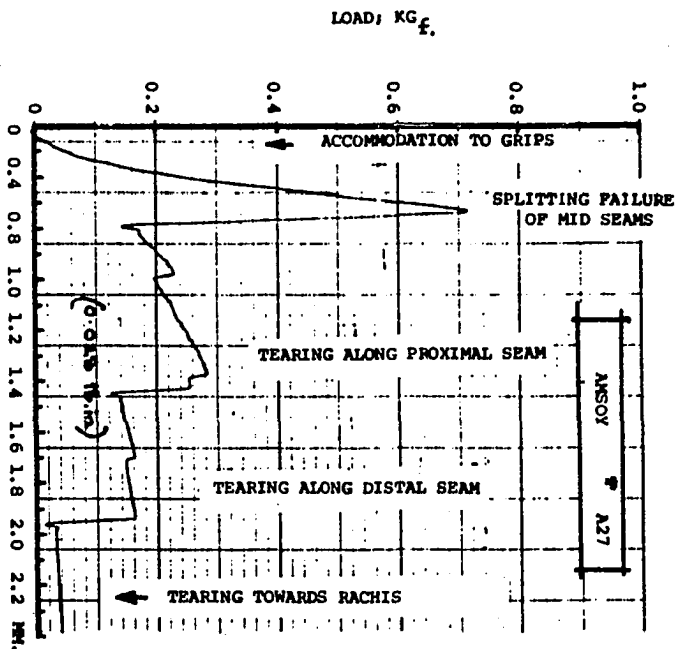 LOAD; KGf.
0 0.2 0.4 0.6 0.8 1.0
0 0.4 0.8 1.0 1.2 1.4 1.6 1.8 2.0 2.2 MM.
ACCOMMODATION TO GRIPS
SPLITTING FAILURE
OF MID SEAMS
TEARING ALONG PROXIMAL SEAM
AMSOY A27
TEARING ALONG DISTAL SEAM
TEARING TOWARDS RACHIS